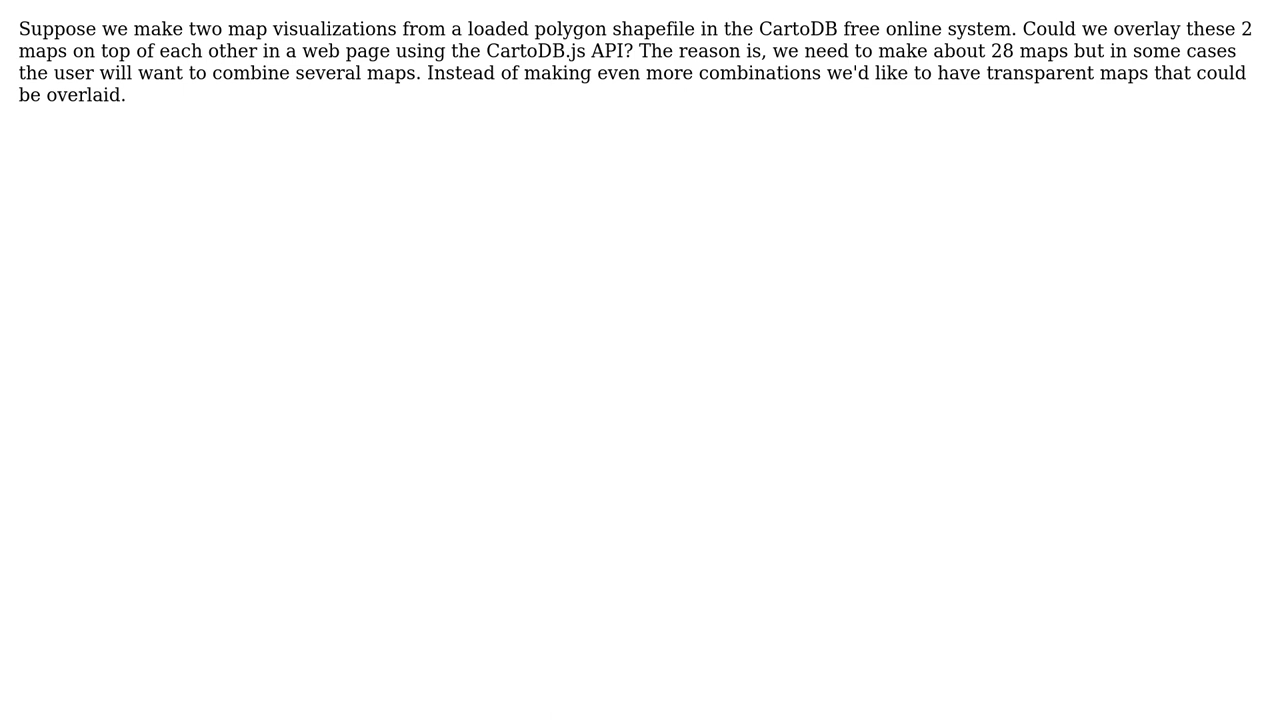 Suppose we make two map visualizations from a loaded polygon shapefile in the CartoDB free online system. Could we overlay these 2
maps on top of each other in a web page using the CartoDB.js API? The reason is, we need to make about 28 maps but in some cases
the user will want to combine several maps. Instead of making even more combinations we'd like to have transparent maps that could
be overlaid.